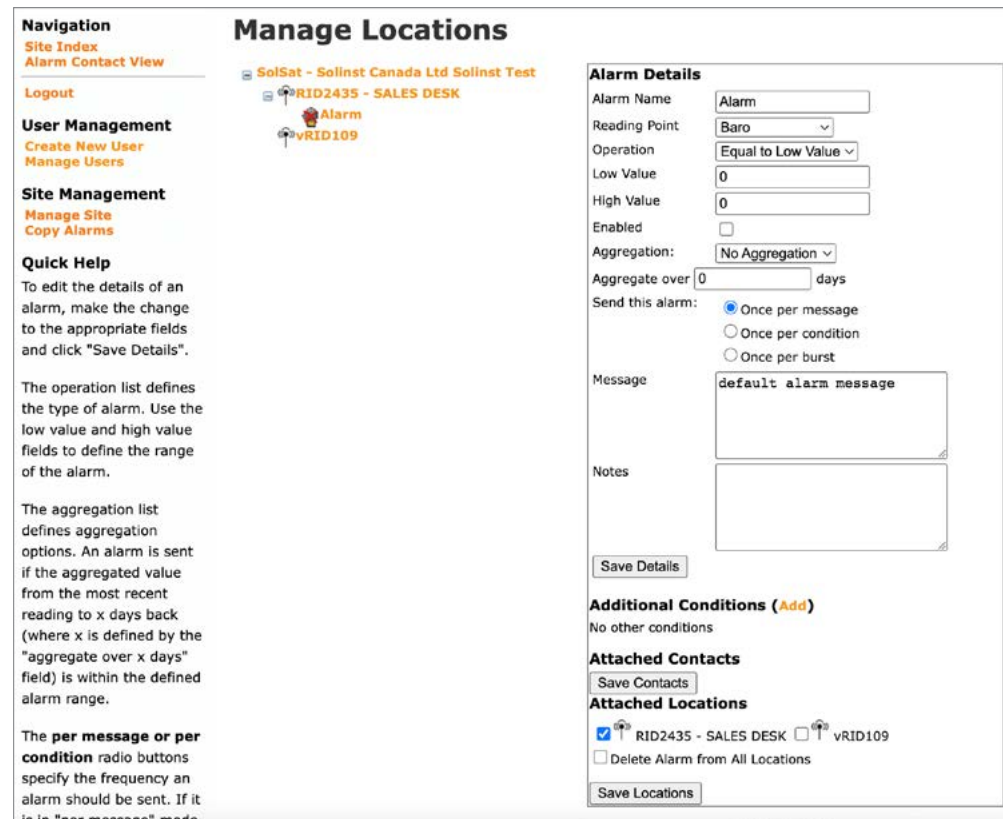 Navigation
Site Index
Alarm Contact View
Logout
User Management
Create New User
Manage Users
Site Management
Manage Site
Copy Alarms
Quick Help
To edit the details of an
alarm, make the change
to the appropriate fields
and click "Save Details".
The operation list defines
the type of alarm. Use the
low value and high value
fields to define the range
of the alarm.
The aggregation list
defines aggregation
options. An alarm is sent
if the aggregated value
from the most recent
reading to x days back
(where x is defined by the
"aggregate over x days"
field) is within the defined
alarm range.
The per message or per
condition radio buttons
specify the frequency an
alarm should be sent. If it
is in "per message" mode
Manage Locations
SolSat - Solinst Canada Ltd Solinst Test
RID2435 - SALES DESK
Alarm
vRID109
Alarm Details
Alarm Name Alarm
Reading Point Baro
Operation Equal to Low Value
Low Value 0
High Value 0
Enabled
Aggregation: No Aggregation
Aggregate over 0 days
Send this alarm: Once per message
Once per condition
Once per burst
Message default alarm message
Notes
Save Details
Additional Conditions (Add)
No other conditions
Attached Contacts
Save Contacts
Attached Locations
RID2435 - SALES DESK vRID109
Delete Alarm from All Locations
Save Locations